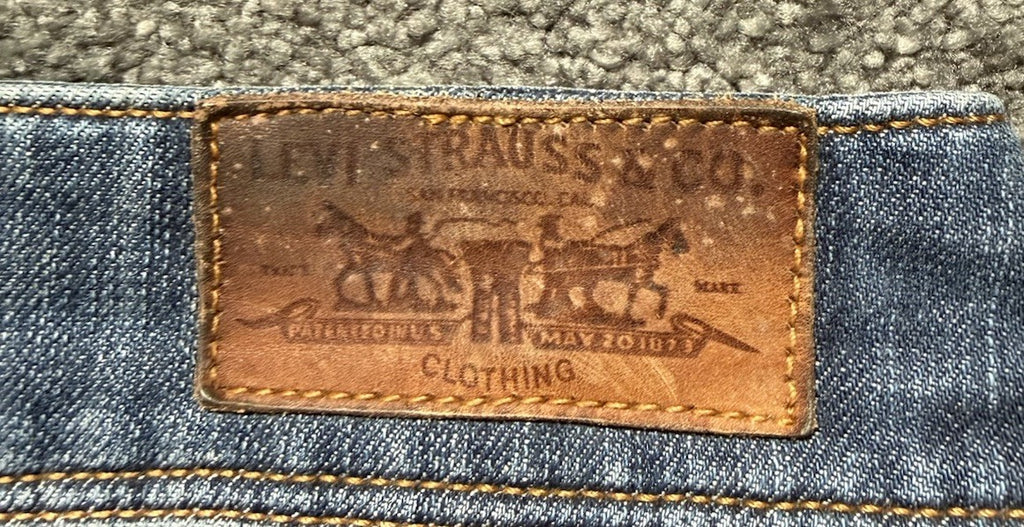 LEVI STRAUSS & CO.
SAN FRANCISCO, CAL.
TRADE MARK
PATENTED IN U.S. MAY 20 1873
CLOTHING